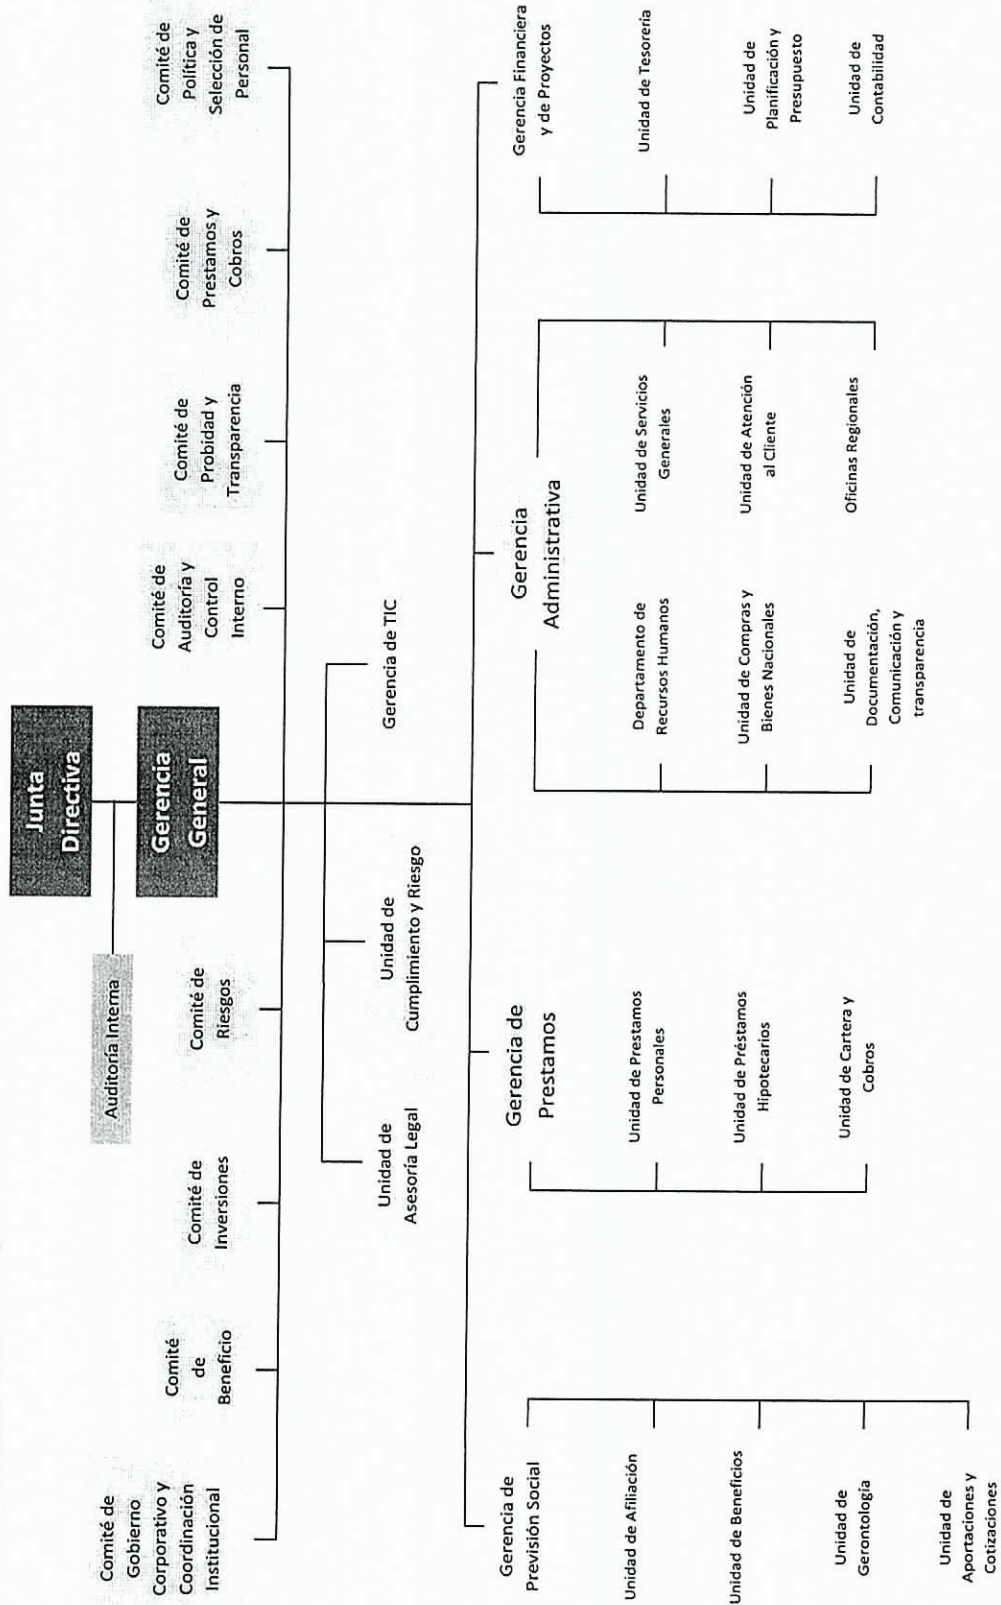 Junta
Directiva
Auditoría Interna
Gerencia
General
Comité de
Gobierno
Corporativo y
Coordinación
Institucional
Comité
de
Beneficio
Comité de
Inversiones
Comité de
Riesgos
Comité de
Auditoría y
Control
Interno
Comité de
Probidad y
Transparencia
Comité de
Prestamos y
Cobros
Comité de
Política y
Selección de
Personal
Unidad de
Asesoría Legal
Unidad de
Cumplimiento y Riesgo
Gerencia de TIC
Gerencia de
Previsión Social
Unidad de Afiliación
Unidad de Beneficios
Unidad de
Gerontología
Unidad de
Aportaciones y
Cotizaciones
Gerencia de
Prestamos
Unidad de Prestamos
Personales
Unidad de Préstamos
Hipotecarios
Unidad de Cartera y
Cobros
Gerencia
Administrativa
Departamento de
Recursos Humanos
Unidad de Compras y
Bienes Nacionales
Unidad de
Documentación,
Comunicación y
transparencia
Unidad de Servicios
Generales
Unidad de Atención
al Cliente
Oficinas Regionales
Gerencia Financiera
y de Proyectos
Unidad de Tesorería
Unidad de
Planificación y
Presupuesto
Unidad de
Contabilidad